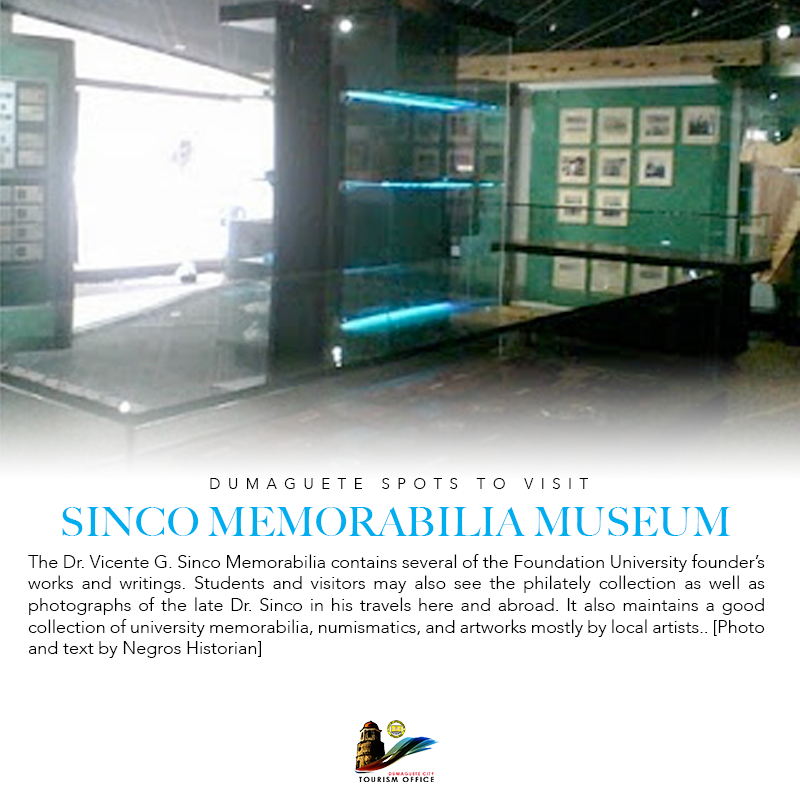 DUMAGUETE SPOTS TO VISIT
SINCO MEMORABILIA MUSEUM
The Dr. Vicente G. Sinco Memorabilia contains several of the Foundation University founder's
works and writings. Students and visitors may also see the philately collection as well as
photographs of the late Dr. Sinco in his travels here and abroad. It also maintains a good
collection of university memorabilia, numismatics, and artworks mostly by local artists.. [Photo
and text by Negros Historian]
DUMAGUETE CITY
TOURISM OFFICE